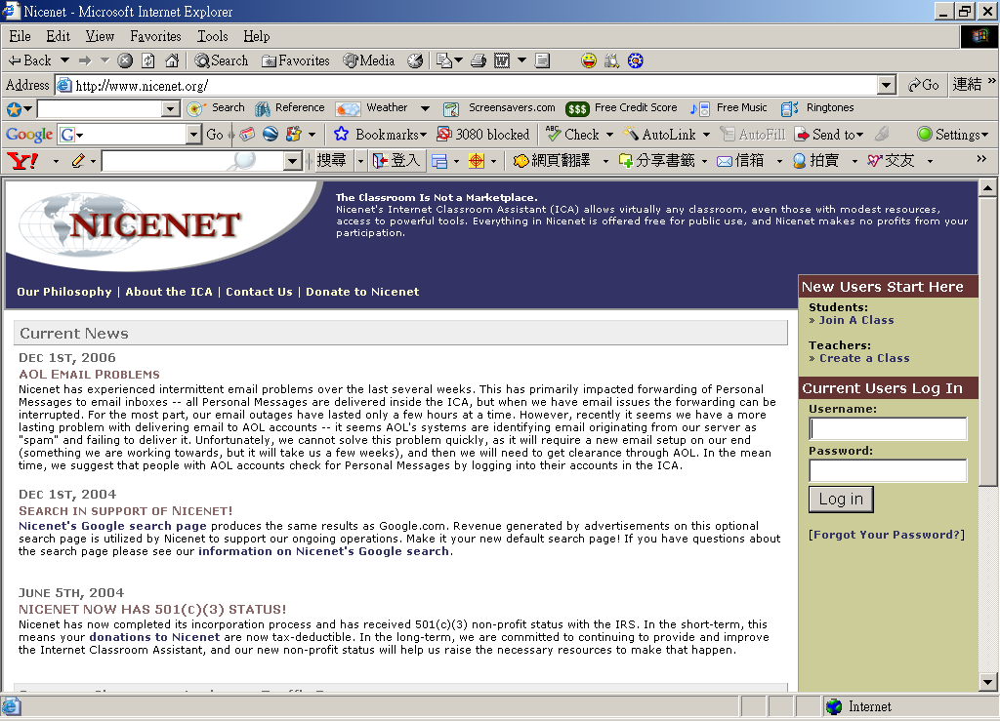 Nicenet - Microsoft Internet Explorer
File Edit View Favorites Tools Help
Back Search Favorites Media
Address http://www.nicenet.org/ Go 連結 »
Search Reference Weather Screensavers.com $$$ Free Credit Score Free Music Ringtones
Google G Go Bookmarks 3080 blocked ABC Check AutoLink AutoFill Send to Settings
Y! 搜尋 登入 網頁翻譯 分享書籤 信箱 拍賣 交友 »
NICENET
The Classroom Is Not a Marketplace.
Nicenet's Internet Classroom Assistant (ICA) allows virtually any classroom, even those with modest resources,
access to powerful tools. Everything in Nicenet is offered free for public use, and Nicenet makes no profits from your
participation.
Our Philosophy | About the ICA | Contact Us | Donate to Nicenet
New Users Start Here
Students:
» Join A Class
Teachers:
» Create a Class
Current Users Log In
Username:
Password:
Log in
[Forgot Your Password?]
Current News
Dec 1st, 2006
AOL Email Problems
Nicenet has experienced intermittent email problems over the last several weeks. This has primarily impacted forwarding of Personal
Messages to email inboxes -- all Personal Messages are delivered inside the ICA, but when we have email issues the forwarding can be
interrupted. For the most part, our email outages have lasted only a few hours at a time. However, recently it seems we have a more
lasting problem with delivering email to AOL accounts -- it seems AOL's systems are identifying email originating from our server as
"spam" and failing to deliver it. Unfortunately, we cannot solve this problem quickly, as it will require a new email setup on our end
(something we are working towards, but it will take us a few weeks), and then we will need to get clearance through AOL. In the mean
time, we suggest that people with AOL accounts check for Personal Messages by logging into their accounts in the ICA.
Dec 1st, 2004
Search in support of Nicenet!
Nicenet's Google search page produces the same results as Google.com. Revenue generated by advertisements on this optional
search page is utilized by Nicenet to support our ongoing operations. Make it your new default search page! If you have questions about
the search page please see our information on Nicenet's Google search.
June 5th, 2004
NICENET NOW HAS 501(c)(3) STATUS!
Nicenet has now completed its incorporation process and has received 501(c)(3) non-profit status with the IRS. In the short-term, this
means your donations to Nicenet are now tax-deductible. In the long-term, we are committed to continuing to provide and improve
the Internet Classroom Assistant, and our new non-profit status will help us raise the necessary resources to make that happen.
Internet